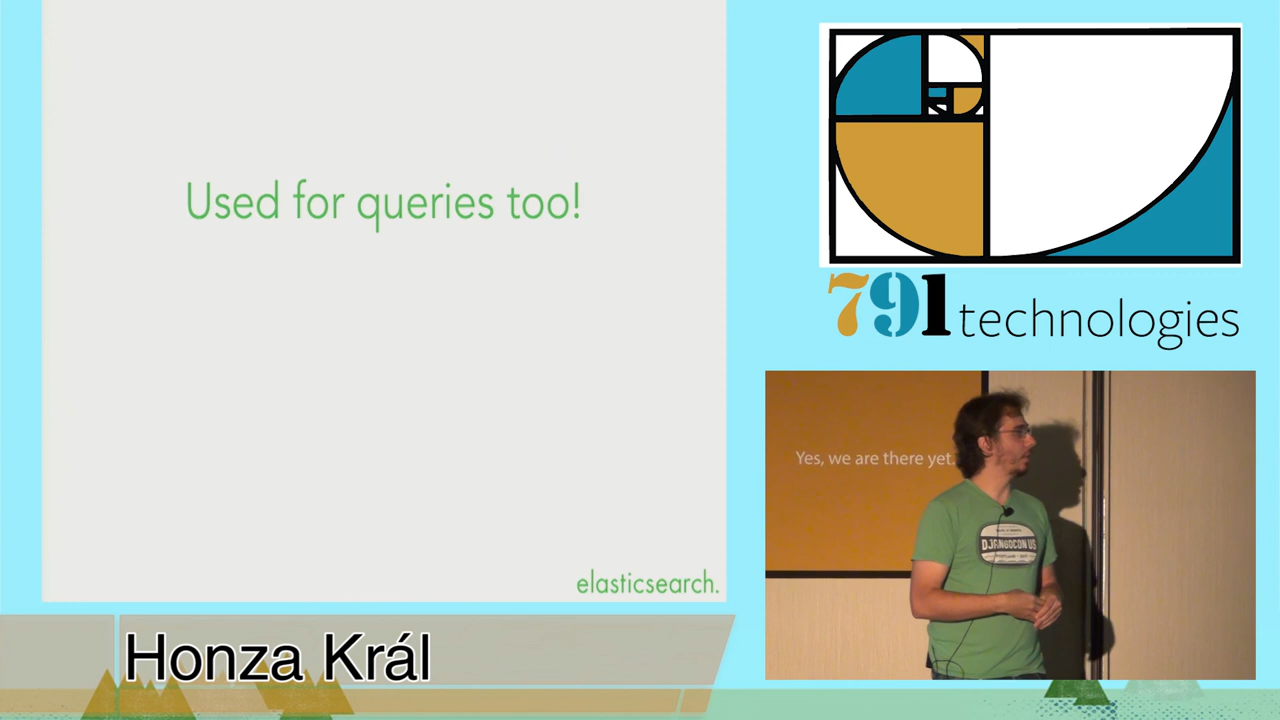 Used for queries too!
elasticsearch.
Honza Král
791 technologies
Yes, we are there yet.
DJANGOCON US